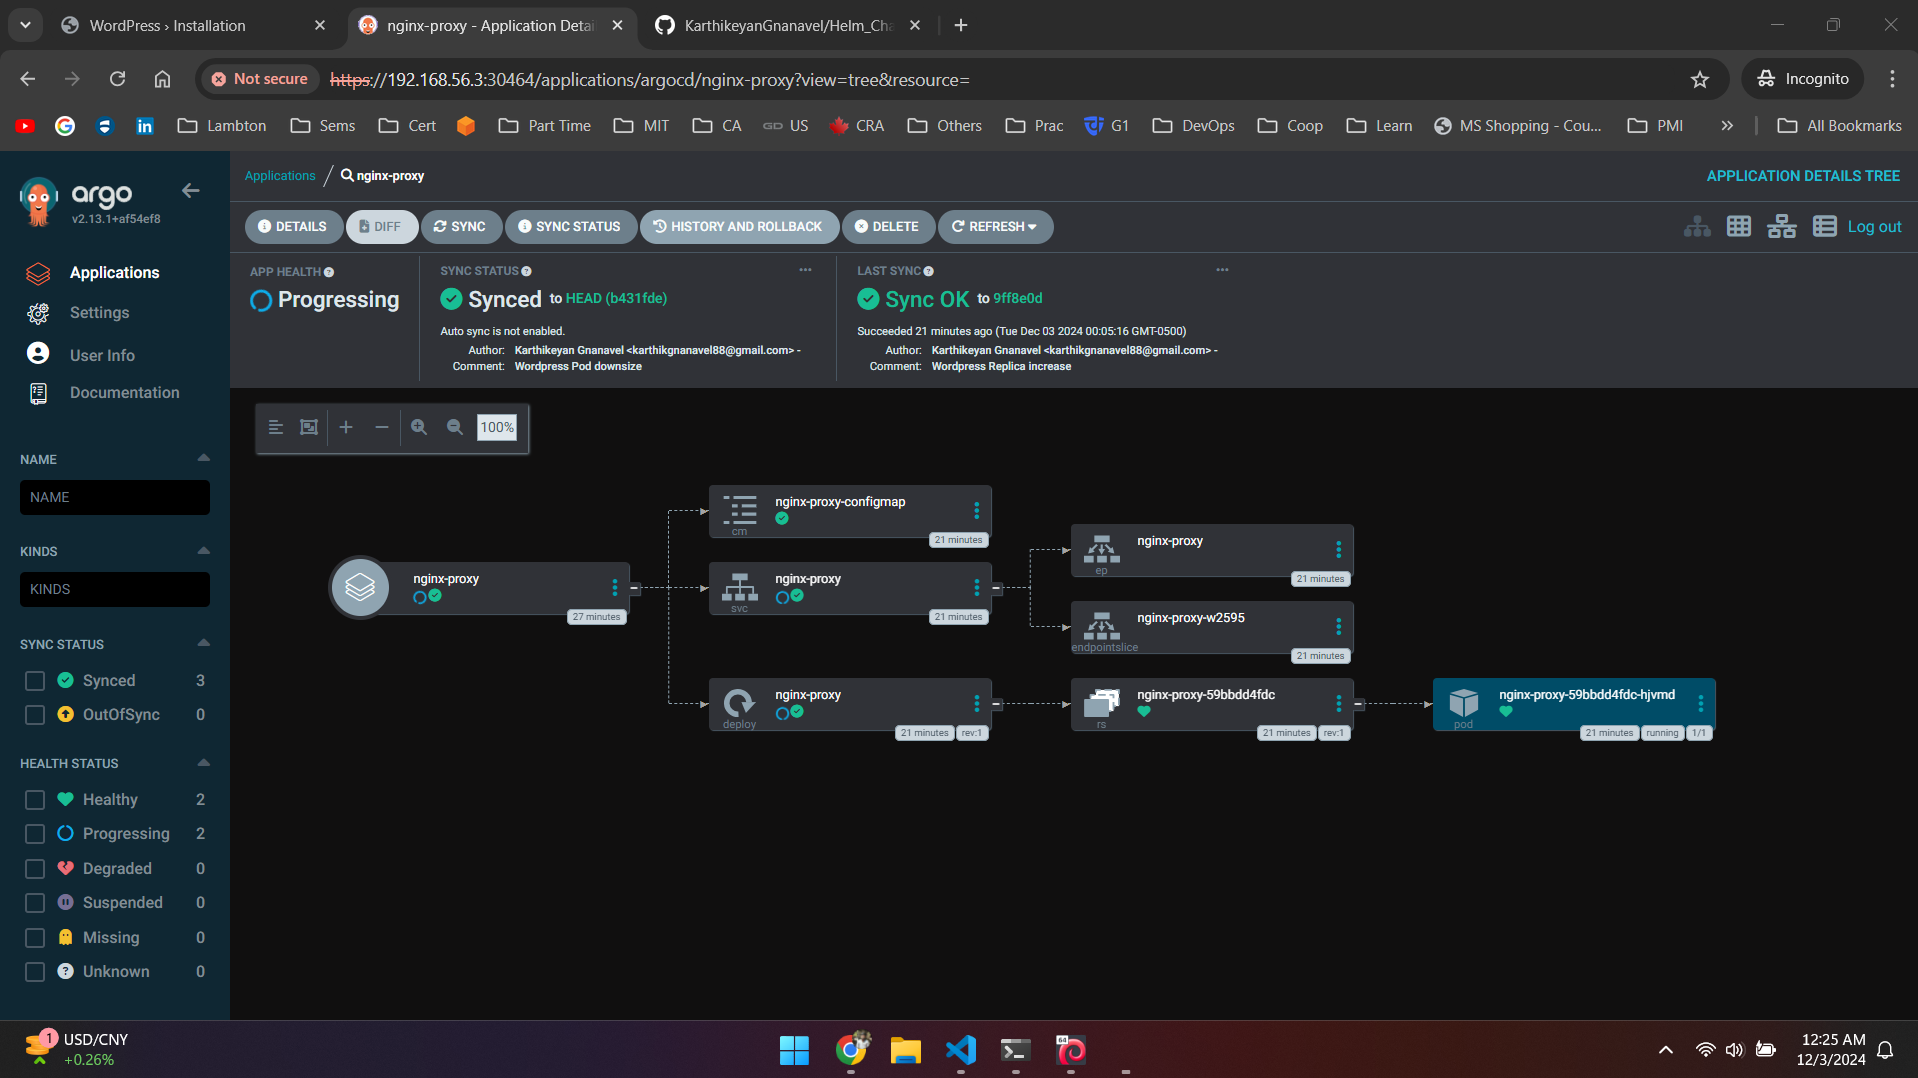 WordPress › Installation
nginx-proxy - Application Detai
KarthikeyanGnanavel/Helm_Cha
Not secure
https://192.168.56.3:30464/applications/argocd/nginx-proxy?view=tree&resource=
Incognito
Lambton
Sems
Cert
Part Time
MIT
CA
GD US
CRA
Others
Prac
G1
DevOps
Coop
Learn
MS Shopping - Cou...
PMI
All Bookmarks
argo
v2.13.1+af54ef8
Applications
Settings
User Info
Documentation
NAME
NAME
KINDS
KINDS
SYNC STATUS
Synced 3
OutOfSync 0
HEALTH STATUS
Healthy 2
Progressing 2
Degraded 0
Suspended 0
Missing 0
Unknown 0
Applications / nginx-proxy
APPLICATION DETAILS TREE
DETAILS
DIFF
SYNC
SYNC STATUS
HISTORY AND ROLLBACK
DELETE
REFRESH
Log out
APP HEALTH
Progressing
SYNC STATUS
Synced to HEAD (b431fde)
Auto sync is not enabled.
Author: Karthikeyan Gnanavel <karthikgnanavel88@gmail.com> -
Comment: Wordpress Pod downsize
LAST SYNC
Sync OK to 9ff8e0d
Succeeded 21 minutes ago (Tue Dec 03 2024 00:05:16 GMT-0500)
Author: Karthikeyan Gnanavel <karthikgnanavel88@gmail.com> -
Comment: Wordpress Replica increase
100%
nginx-proxy
27 minutes
nginx-proxy-configmap
cm
21 minutes
nginx-proxy
svc
21 minutes
nginx-proxy
deploy
21 minutes
rev:1
nginx-proxy
ep
21 minutes
nginx-proxy-w2595
endpointslice
21 minutes
nginx-proxy-59bbdd4fdc
rs
21 minutes
rev:1
nginx-proxy-59bbdd4fdc-hjvmd
pod
21 minutes
running
1/1
1
USD/CNY
+0.26%
64
12:25 AM
12/3/2024